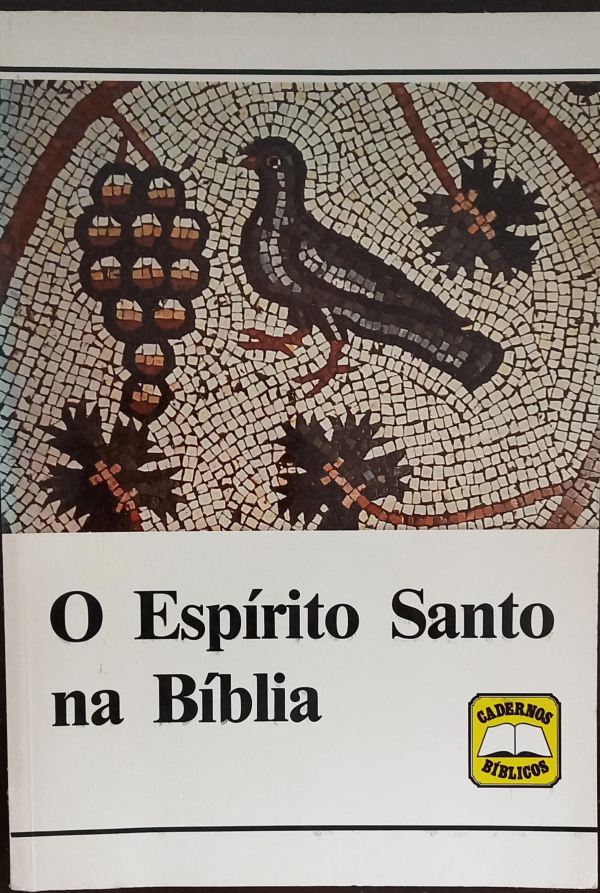 O Espírito Santo
na Bíblia
CADERNOS
BÍBLICOS